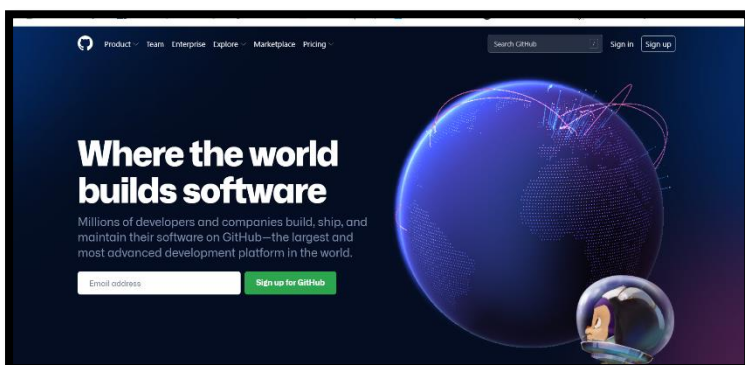 Product Team Enterprise Explore Marketplace Pricing Search GitHub / Sign in Sign up
Where the world
builds software
Millions of developers and companies build, ship, and
maintain their software on GitHub—the largest and
most advanced development platform in the world.
Email address Sign up for GitHub